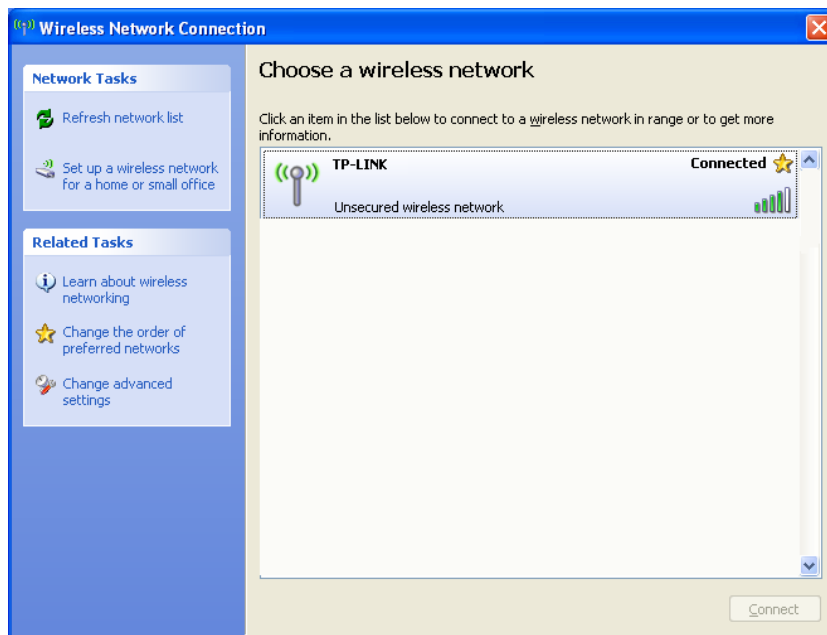 Wireless Network Connection
Network Tasks
Refresh network list
Set up a wireless network
for a home or small office
Related Tasks
Learn about wireless
networking
Change the order of
preferred networks
Change advanced
settings
Choose a wireless network
Click an item in the list below to connect to a wireless network in range or to get more
information.
TP-LINK
Connected
Unsecured wireless network
Connect